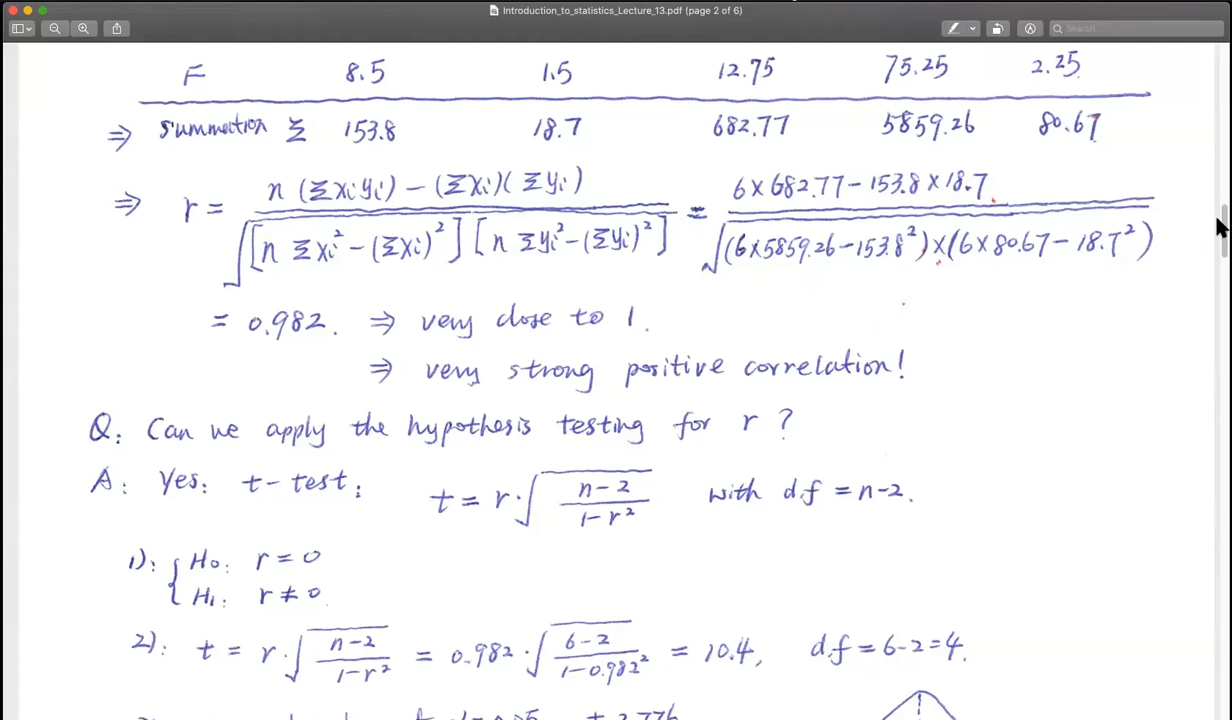 Introduction_to_statistics_Lecture_13.pdf (page 2 of 6)
Search
F 8.5 1.5 12.75 75.25 2.25
⇒ Summation Σ 153.8 18.7 682.77 5859.26 80.67
⇒ r = n (Σxiyi) − (Σxi)(Σyi) / √[n Σxi² − (Σxi)²] [n Σyi² − (Σyi)²] = 6×682.77 − 153.8×18.7 / √(6×5859.26 − 153.8²)×(6×80.67 − 18.7²)
= 0.982. ⇒ very close to 1.
⇒ very strong positive correlation!
Q: Can we apply the hypothesis testing for r ?
A: Yes: t-test: t = r·√(n−2 / 1−r²) with d.f = n−2.
1): { H₀: r = 0
H₁: r ≠ 0
2): t = r·√(n−2 / 1−r²) = 0.982·√(6−2 / 1−0.982²) = 10.4, d.f = 6−2=4.